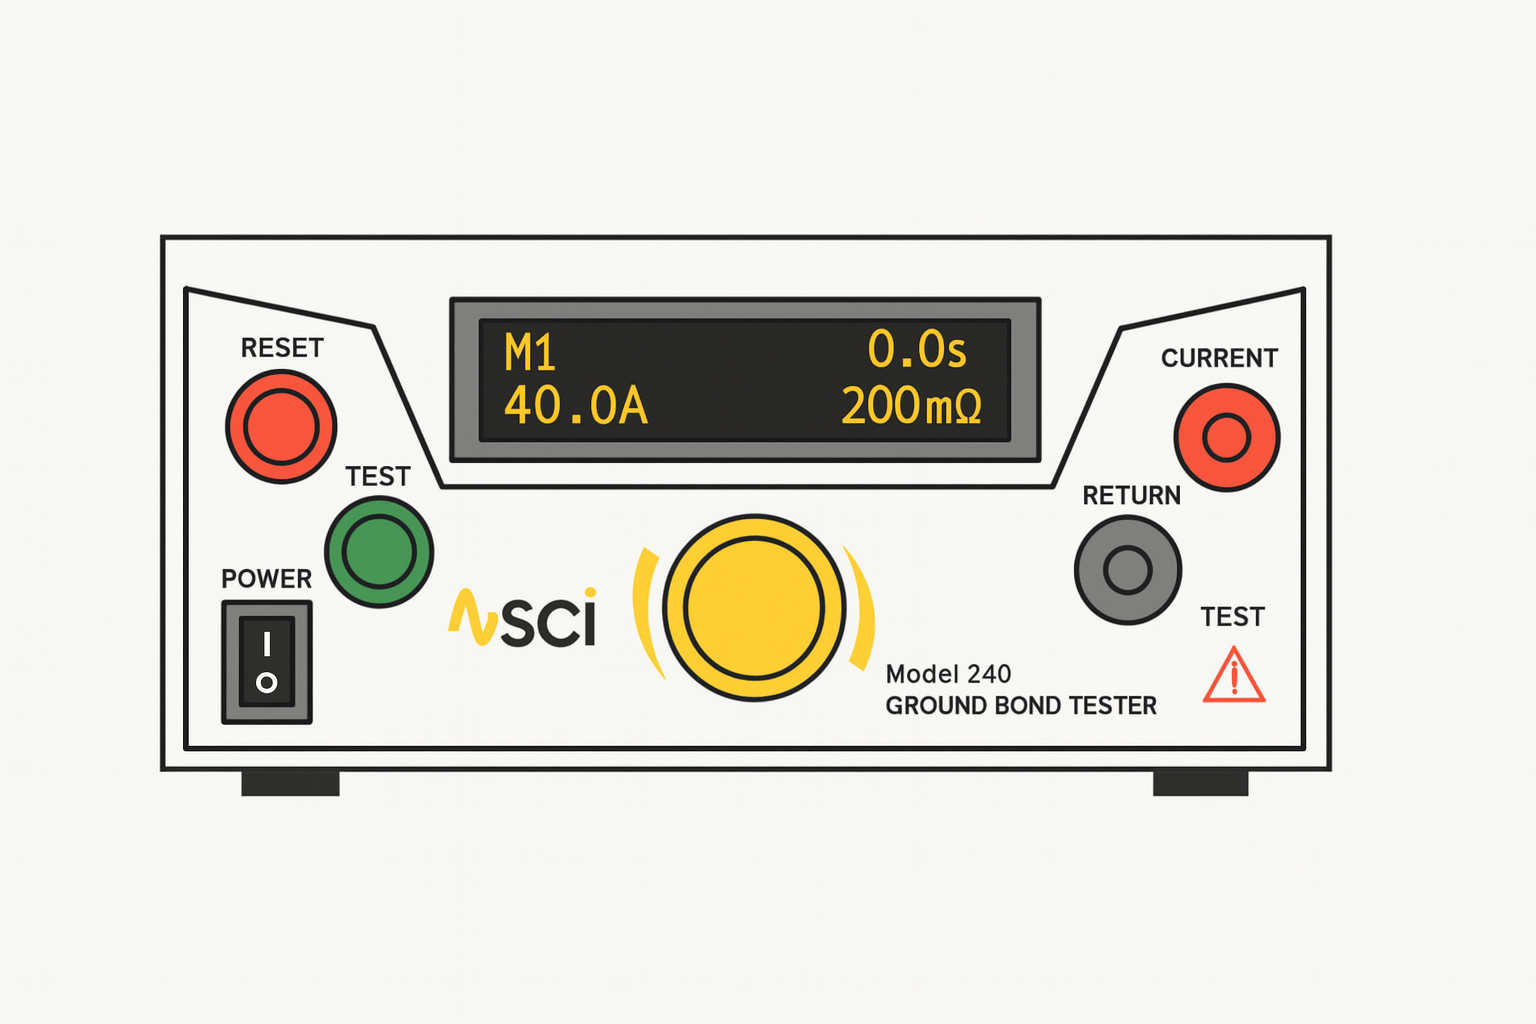 M1 0.0s
40.0A 200mΩ
RESET
CURRENT
TEST
RETURN
POWER
I
O
sci
TEST
Model 240
GROUND BOND TESTER